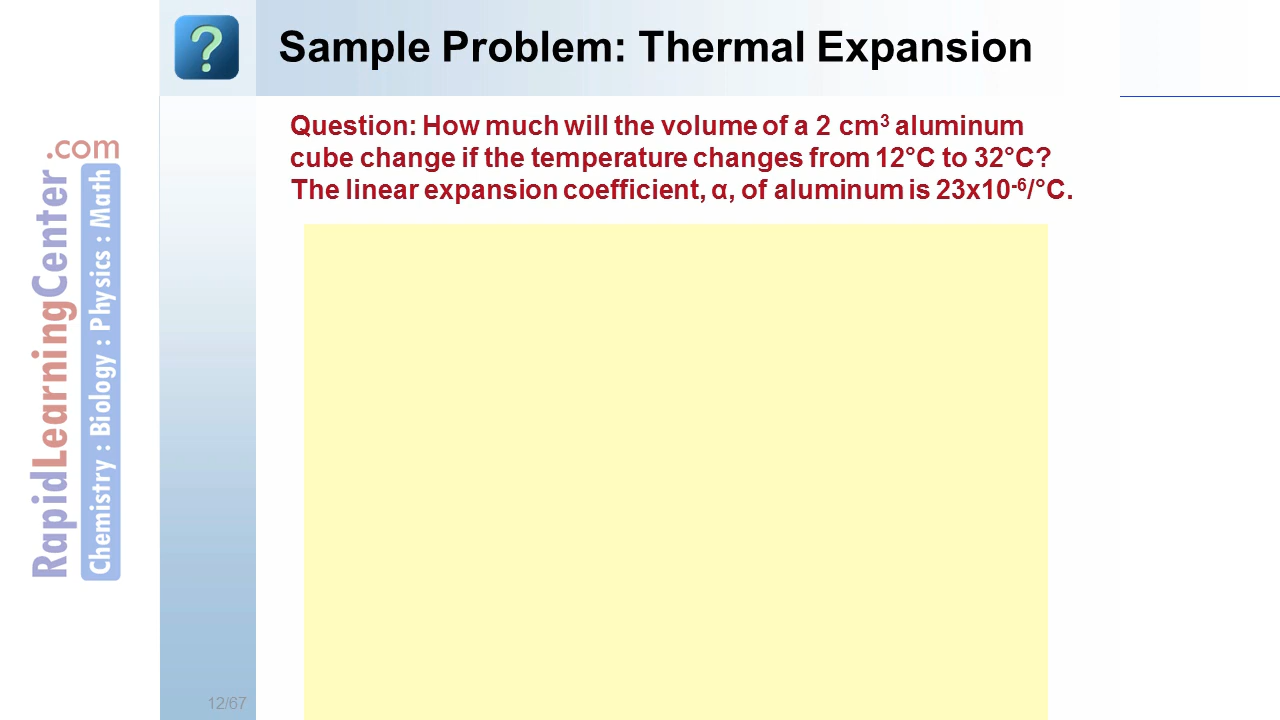 ?
Sample Problem: Thermal Expansion
Question: How much will the volume of a 2 cm³ aluminum
cube change if the temperature changes from 12°C to 32°C?
The linear expansion coefficient, α, of aluminum is 23x10⁻⁶/°C.
RapidLearningCenter.com
Chemistry : Biology : Physics : Math
12/67